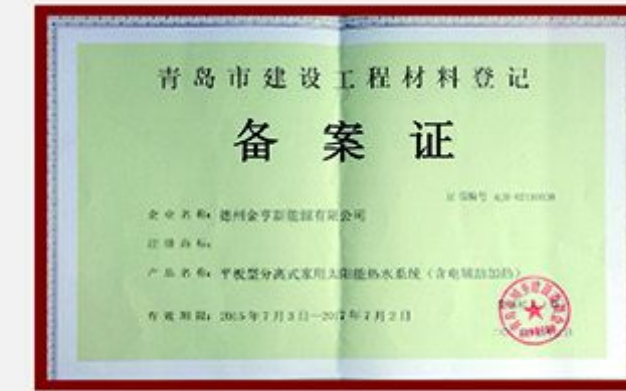 青岛市建设工程材料登记
备案证
证书编号
企业名称：德州金亨新能源有限公司
注册商标：
产品名称：平板型分离式家用太阳能热水系统（含电辅助加热）
有效期限：2015年7月3日—2017年7月2日